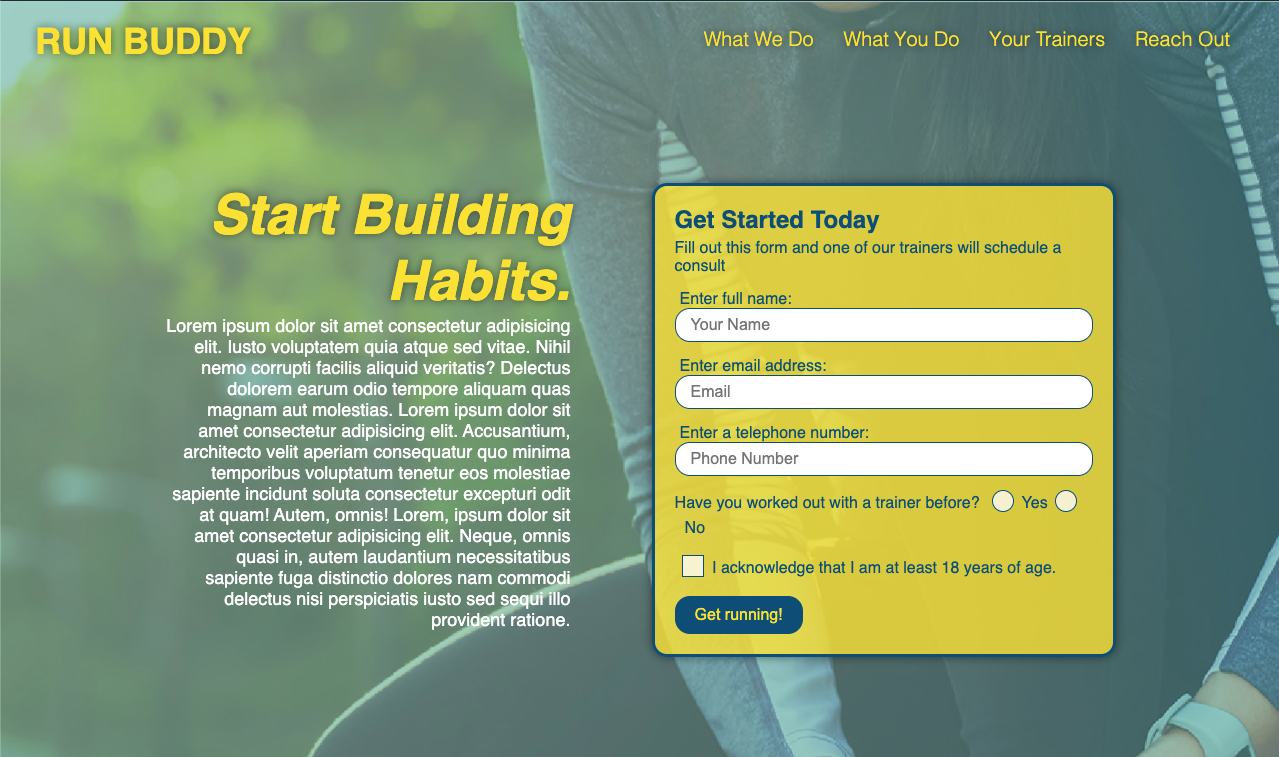 RUN BUDDY
What We Do What You Do Your Trainers Reach Out
Start Building
Habits.
Lorem ipsum dolor sit amet consectetur adipisicing
elit. Iusto voluptatem quia atque sed vitae. Nihil
nemo corrupti facilis aliquid veritatis? Delectus
dolorem earum odio tempore aliquam quas
magnam aut molestias. Lorem ipsum dolor sit
amet consectetur adipisicing elit. Accusantium,
architecto velit aperiam consequatur quo minima
temporibus voluptatum tenetur eos molestiae
sapiente incidunt soluta consectetur excepturi odit
at quam! Autem, omnis! Lorem, ipsum dolor sit
amet consectetur adipisicing elit. Neque, omnis
quasi in, autem laudantium necessitatibus
sapiente fuga distinctio dolores nam commodi
delectus nisi perspiciatis iusto sed sequi illo
provident ratione.
Get Started Today
Fill out this form and one of our trainers will schedule a
consult
Enter full name:
Your Name
Enter email address:
Email
Enter a telephone number:
Phone Number
Have you worked out with a trainer before? Yes
No
I acknowledge that I am at least 18 years of age.
Get running!